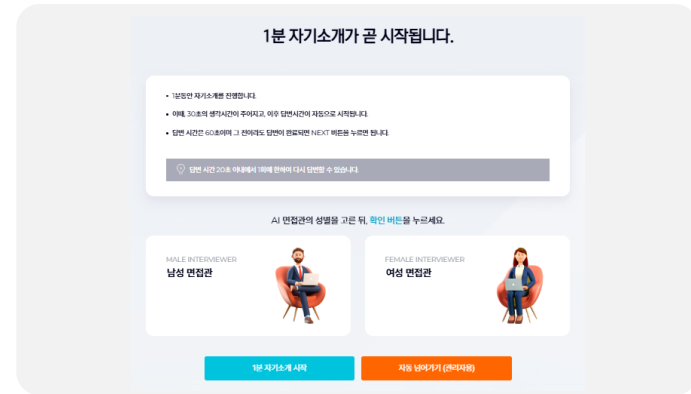 1분 자기소개가 곧 시작됩니다.
• 1분동안 자기소개를 진행합니다.
• 이때, 30초의 생각시간이 주어지고, 이후 답변시간이 자동으로 시작됩니다.
• 답변 시간은 60초이며 그 전이라도 답변이 완료되면 NEXT 버튼을 누르면 됩니다.
답변 시간 20초 이내에서 1회에 한하여 다시 답변할 수 있습니다.
AI 면접관의 성별을 고른 뒤, 확인 버튼을 누르세요.
MALE INTERVIEWER
남성 면접관
FEMALE INTERVIEWER
여성 면접관
1분 자기소개 시작
자동 넘어가기 (관리자용)